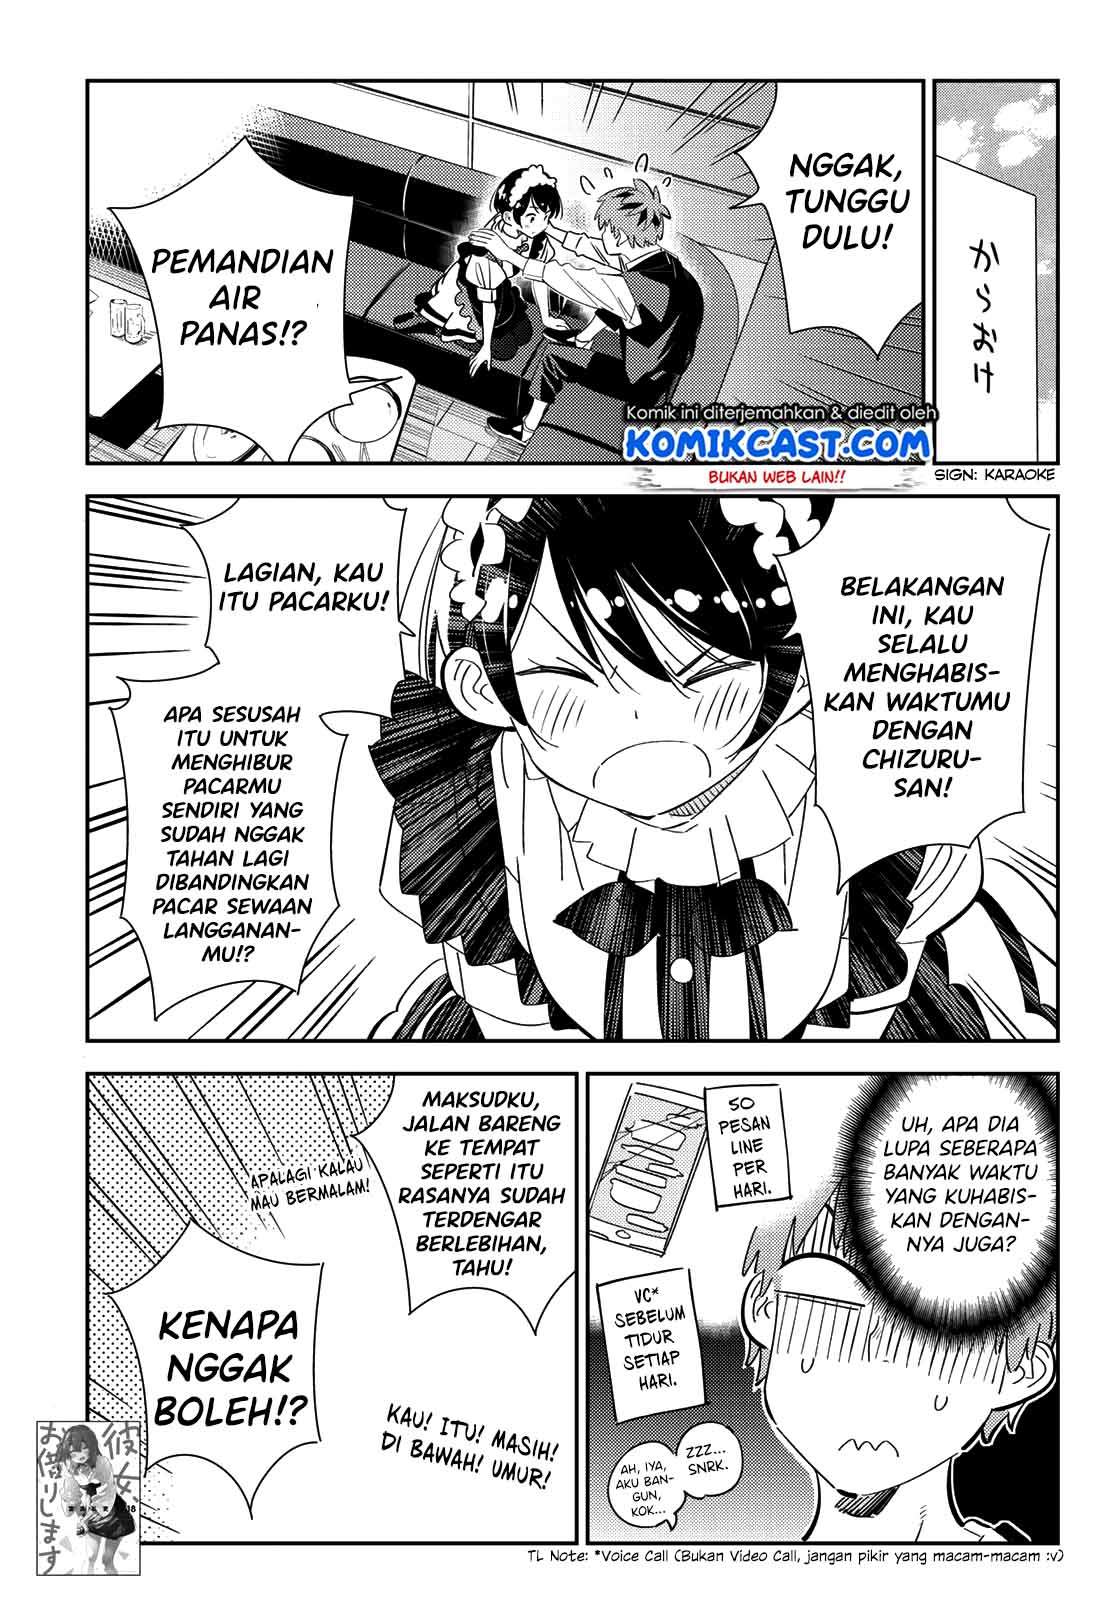 からおけ
SIGN: KARAOKE
NGGAK,
TUNGGU
DULU!
PEMANDIAN
AIR
PANAS!?
Komik ini diterjemahkan & diedit oleh
KOMIKCAST.COM
BUKAN WEB LAIN!!
BELAKANGAN
INI, KAU
SELALU
MENGHABIS-
KAN WAKTUMU
DENGAN
CHIZURU-
SAN!
LAGIAN, KAU
ITU PACARKU!
APA SESUSAH
ITU UNTUK
MENGHIBUR
PACARMU
SENDIRI YANG
SUDAH NGGAK
TAHAN LAGI
DIBANDINGKAN
PACAR SEWAAN
LANGGANAN-
MU!?
UH, APA DIA
LUPA SEBERAPA
BANYAK WAKTU
YANG KUHABIS-
KAN DENGAN-
NYA JUGA?
50
PESAN
LINE
PER
HARI.
VC*
SEBELUM
TIDUR
SETIAP
HARI.
ZZZ...
SNRK.
AH, IYA,
AKU BAN-
GUN,
KOK...
MAKSUDKU,
JALAN BARENG
KE TEMPAT
SEPERTI ITU
RASANYA SUDAH
TERDENGAR
BERLEBIHAN,
TAHU!
APALAGI KALAU
MAU BERMALAM!
KENAPA
NGGAK
BOLEH!?
KAU! ITU! MASIH!
DI BAWAH! UMUR!
彼女、
お借りします
TL Note: *Voice Call (Bukan Video Call, jangan pikir yang macam-macam :v)